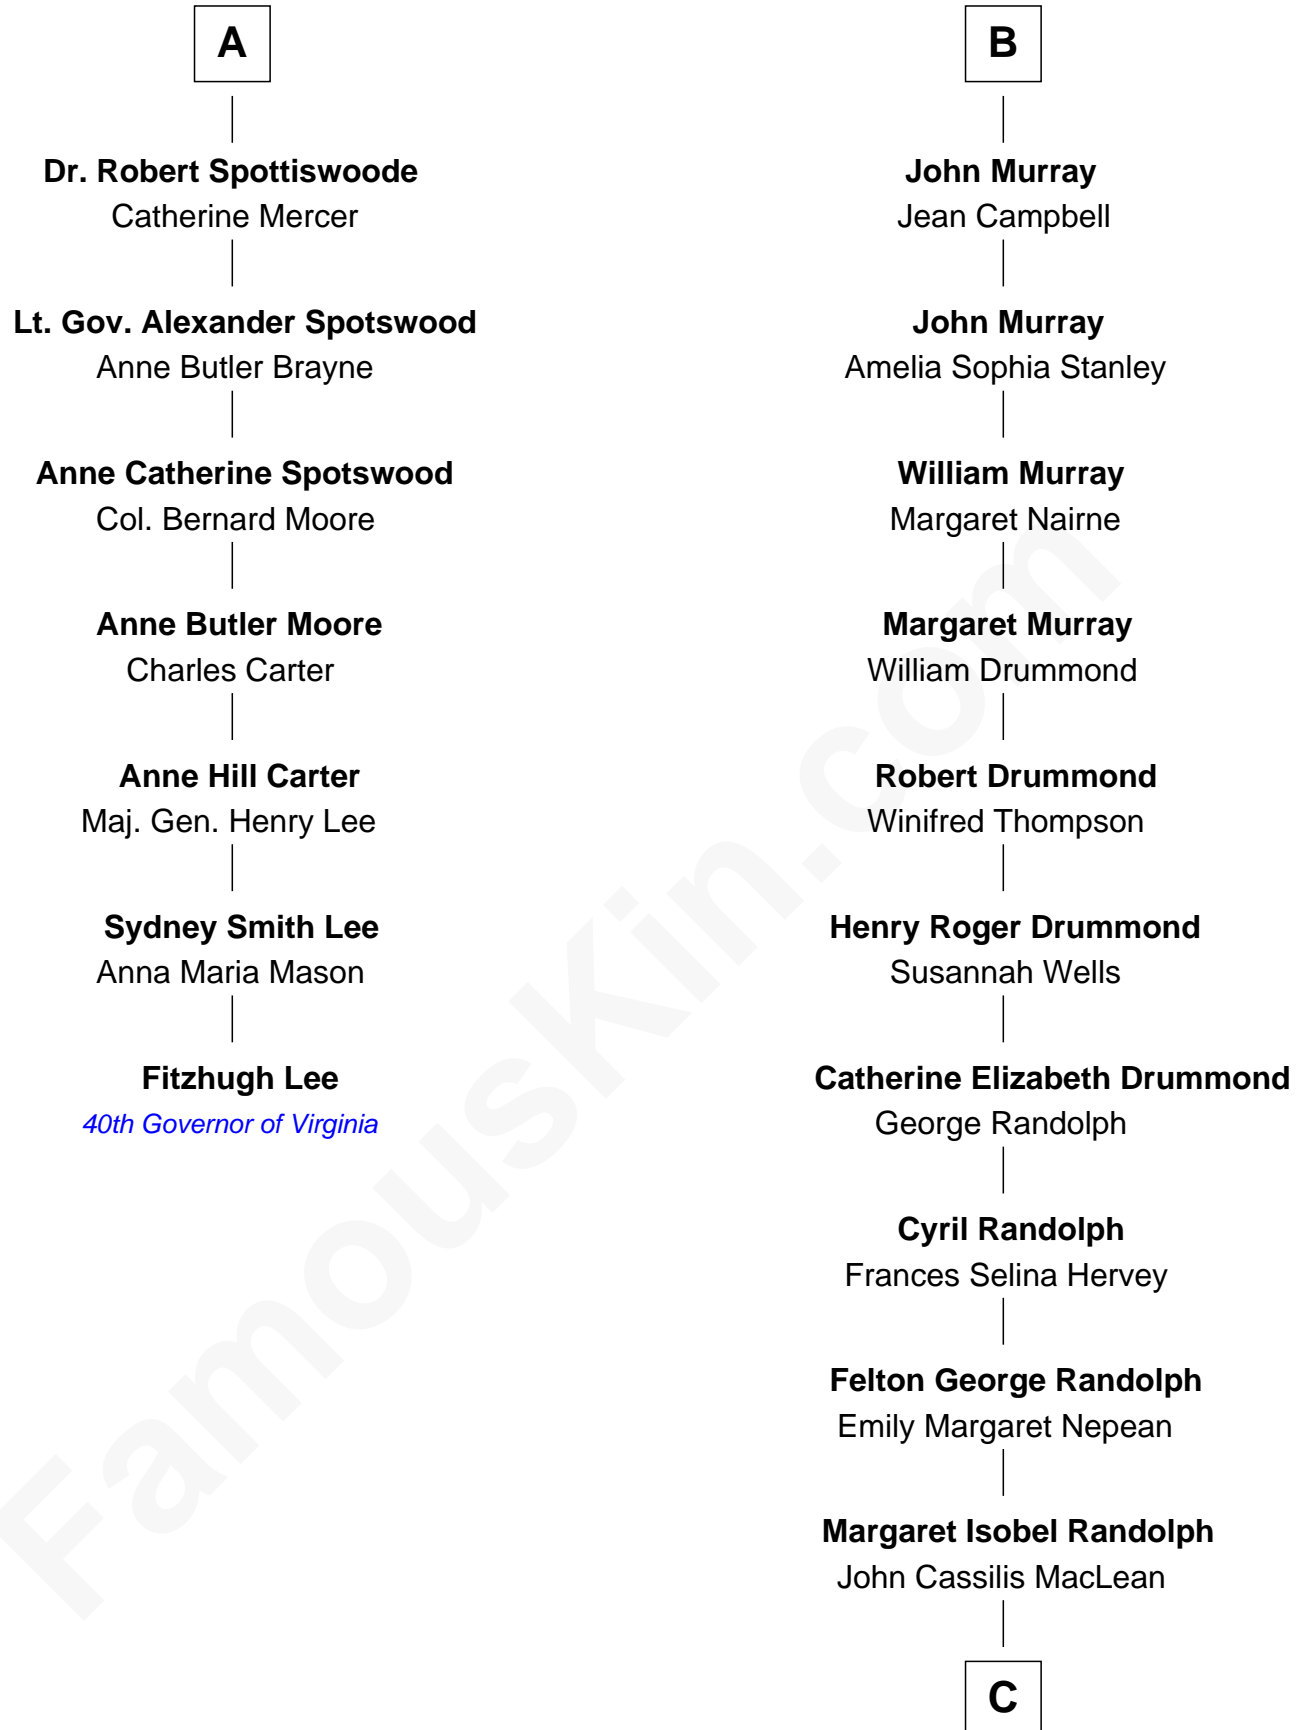 A
Dr. Robert Spottiswoode
Catherine Mercer
Lt. Gov. Alexander Spotswood
Anne Butler Brayne
Anne Catherine Spotswood
Col. Bernard Moore
Anne Butler Moore
Charles Carter
Anne Hill Carter
Maj. Gen. Henry Lee
Sydney Smith Lee
Anna Maria Mason
Fitzhugh Lee
40th Governor of Virginia
B
John Murray
Jean Campbell
John Murray
Amelia Sophia Stanley
William Murray
Margaret Nairne
Margaret Murray
William Drummond
Robert Drummond
Winifred Thompson
Henry Roger Drummond
Susannah Wells
Catherine Elizabeth Drummond
George Randolph
Cyril Randolph
Frances Selina Hervey
Felton George Randolph
Emily Margaret Nepean
Margaret Isobel Randolph
John Cassilis MacLean
C
FamousKin.com